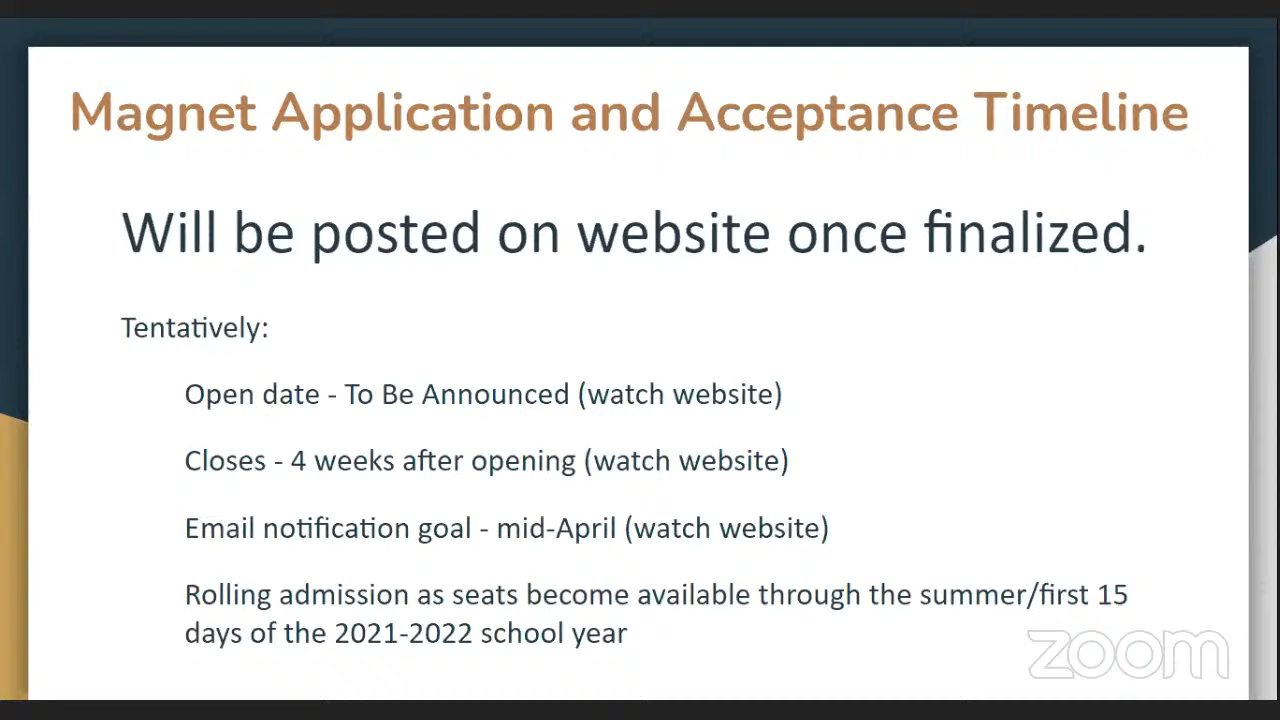 Magnet Application and Acceptance Timeline
Will be posted on website once finalized.
Tentatively:
Open date - To Be Announced (watch website)
Closes - 4 weeks after opening (watch website)
Email notification goal - mid-April (watch website)
Rolling admission as seats become available through the summer/first 15
days of the 2021-2022 school year
zoom